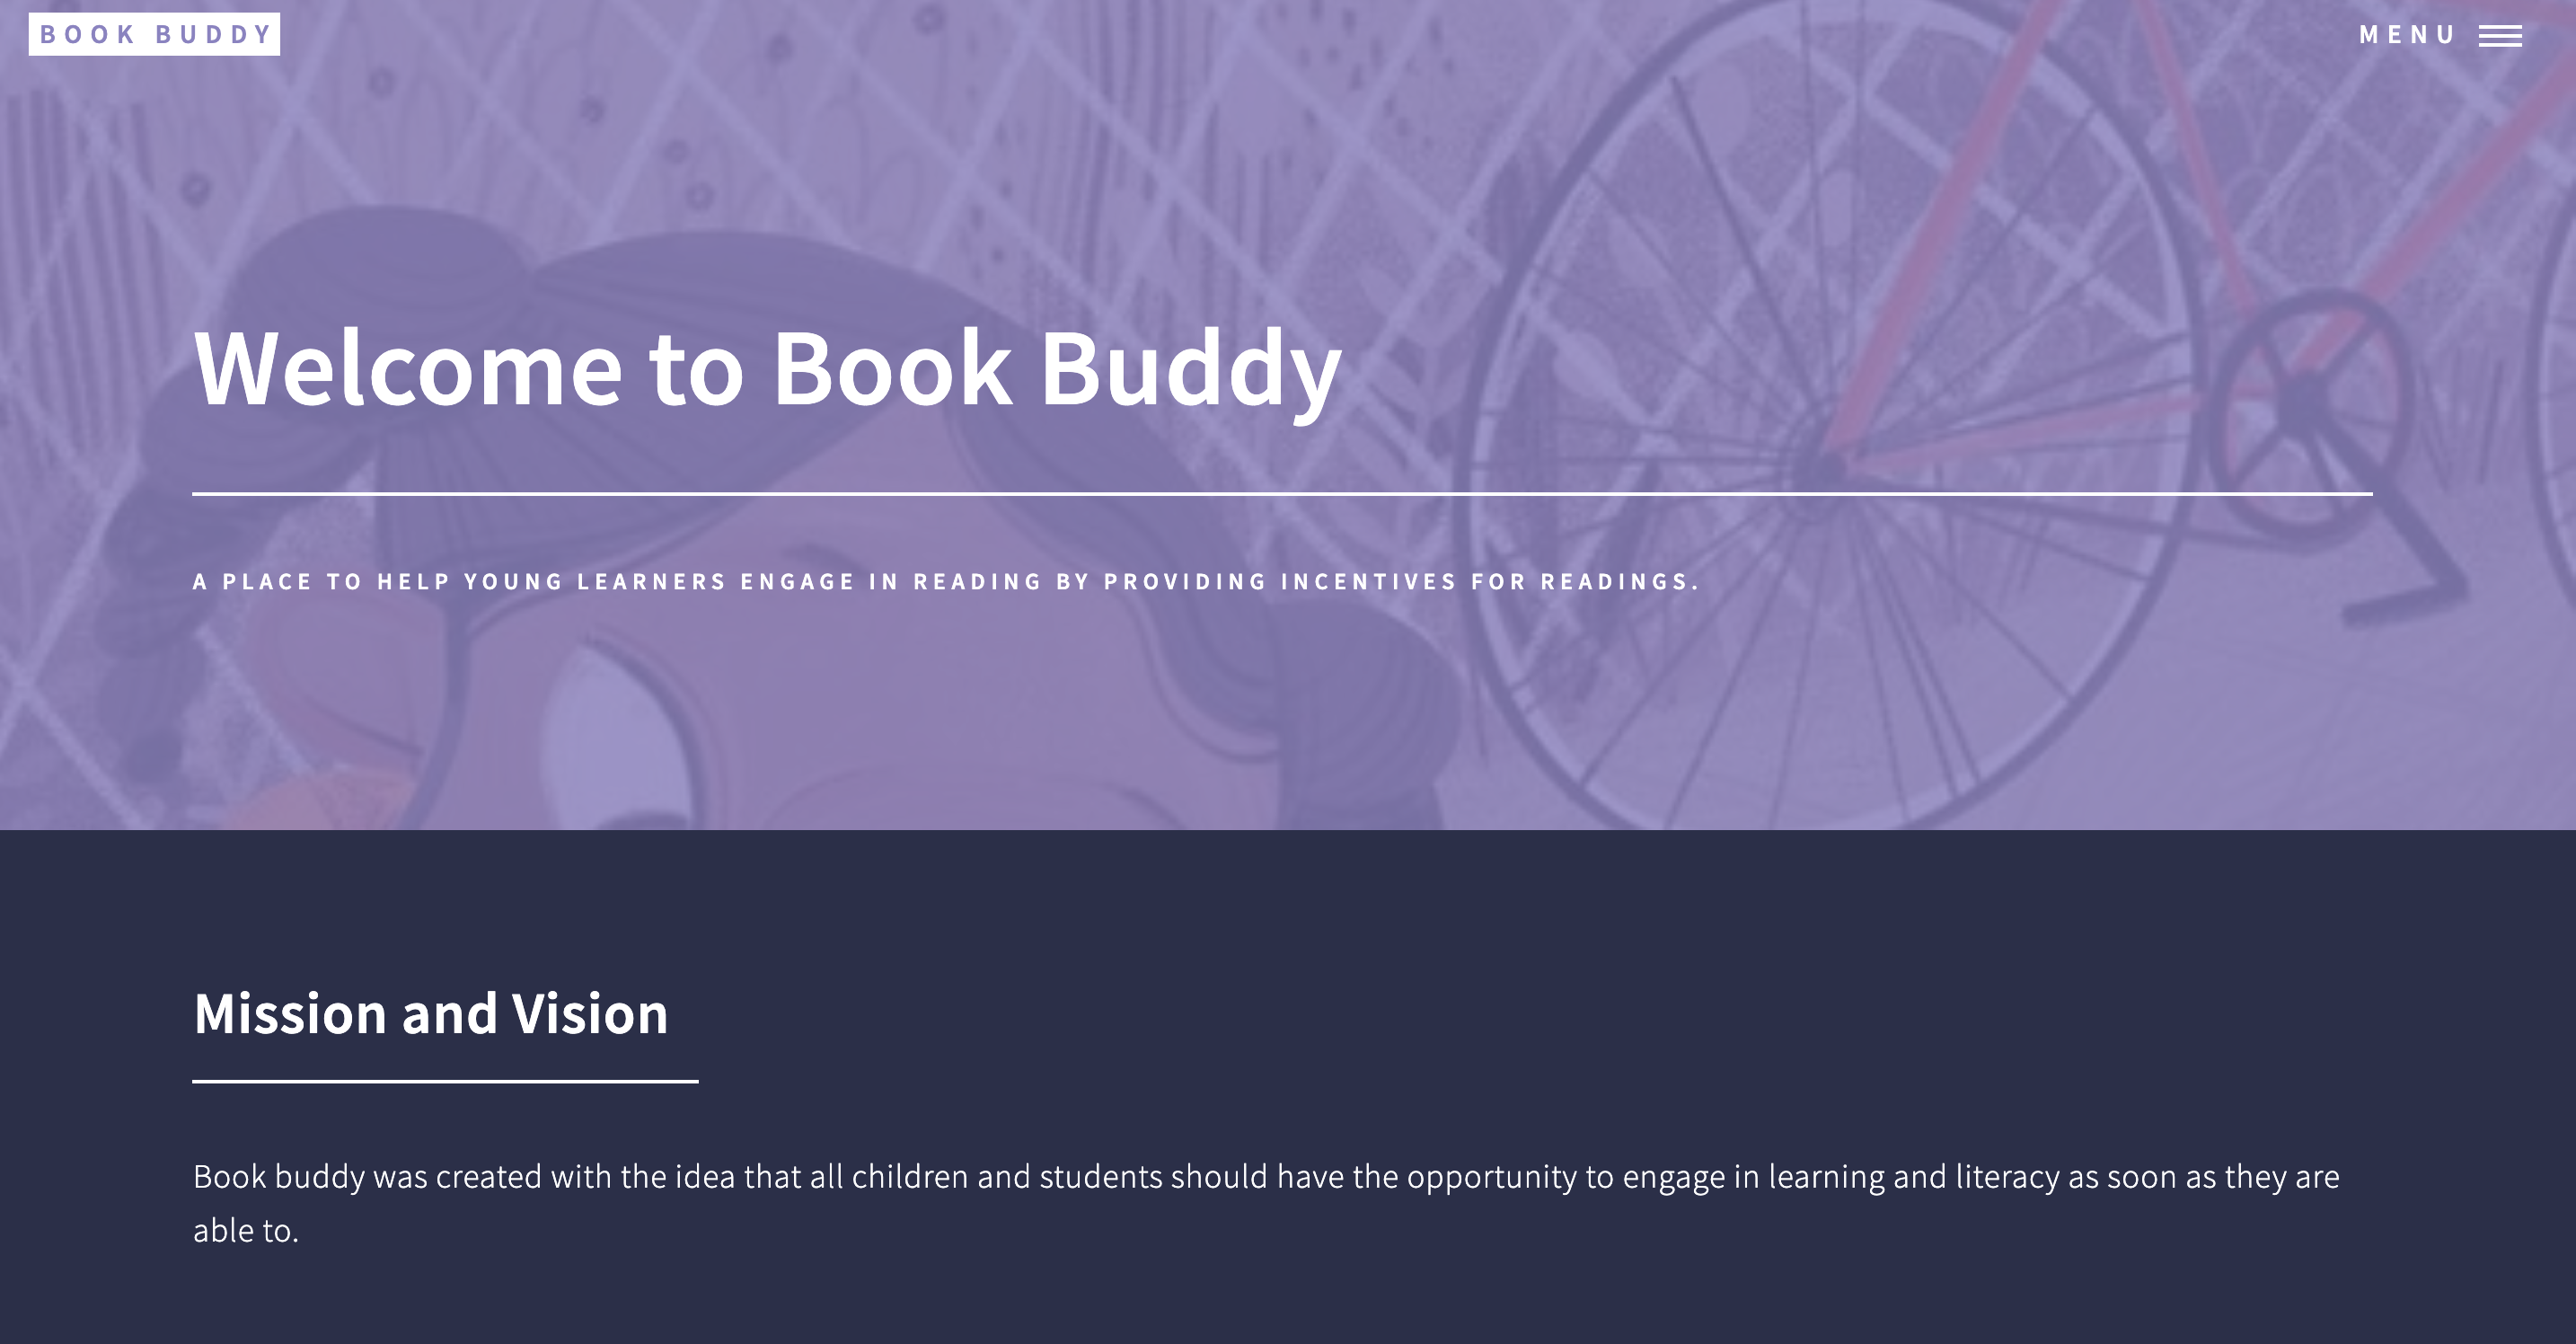 BOOK BUDDY
MENU
Welcome to Book Buddy
A PLACE TO HELP YOUNG LEARNERS ENGAGE IN READING BY PROVIDING INCENTIVES FOR READINGS.
Mission and Vision
Book buddy was created with the idea that all children and students should have the opportunity to engage in learning and literacy as soon as they are
able to.